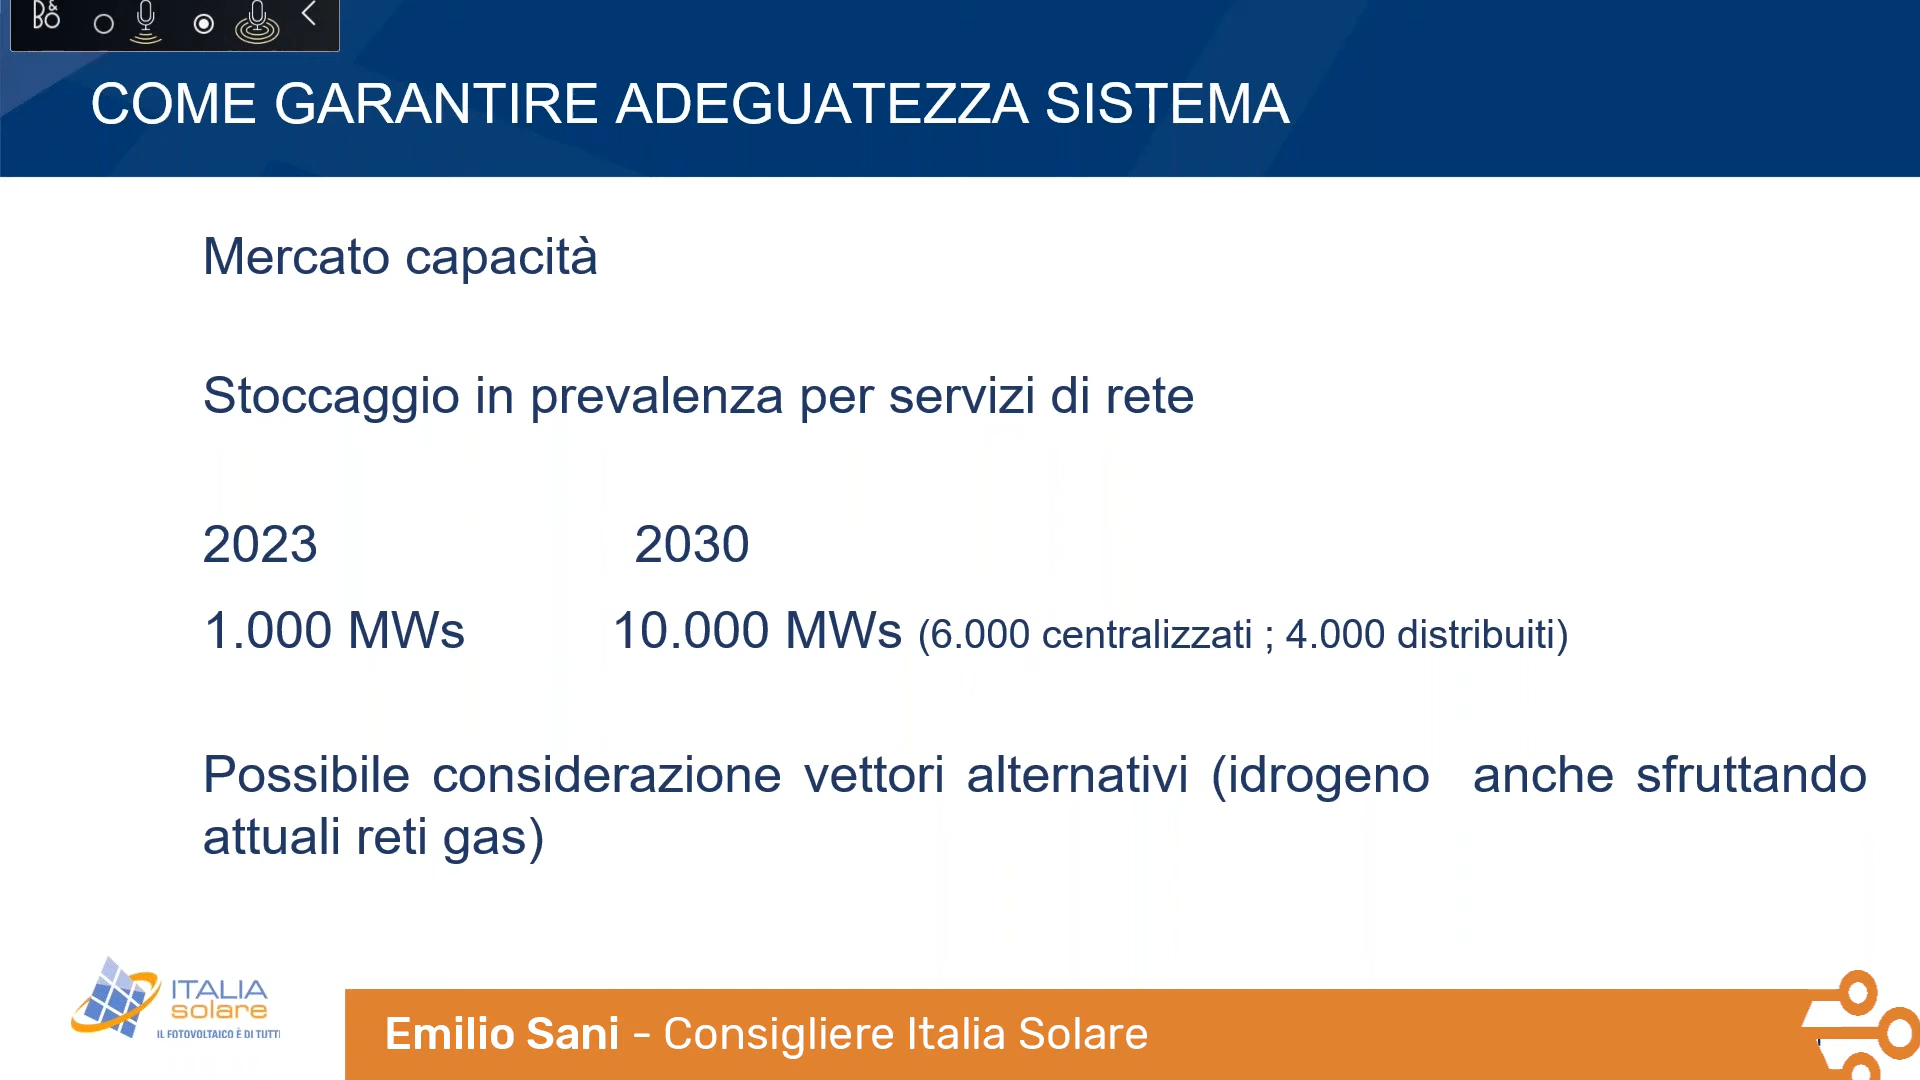 B&O
COME GARANTIRE ADEGUATEZZA SISTEMA
Mercato capacità
Stoccaggio in prevalenza per servizi di rete
2023 2030
1.000 MWs 10.000 MWs (6.000 centralizzati ; 4.000 distribuiti)
Possibile considerazione vettori alternativi (idrogeno anche sfruttando
attuali reti gas)
ITALIA
solare
IL FOTOVOLTAICO È DI TUTTI
Emilio Sani - Consigliere Italia Solare